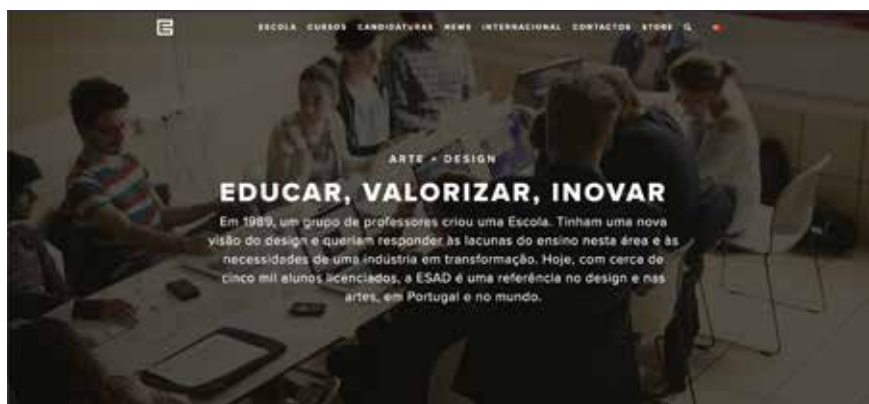 ESCOLA CURSOS CANDIDATURAS NEWS INTERNACIONAL CONTACTOS STORE
ARTE + DESIGN
EDUCAR, VALORIZAR, INOVAR
Em 1989, um grupo de professores criou uma Escola. Tinham uma nova
visão do design e queriam responder às lacunas do ensino nesta área e às
necessidades de uma indústria em transformação. Hoje, com cerca de
cinco mil alunos licenciados, a ESAD é uma referência no design e nas
artes, em Portugal e no mundo.